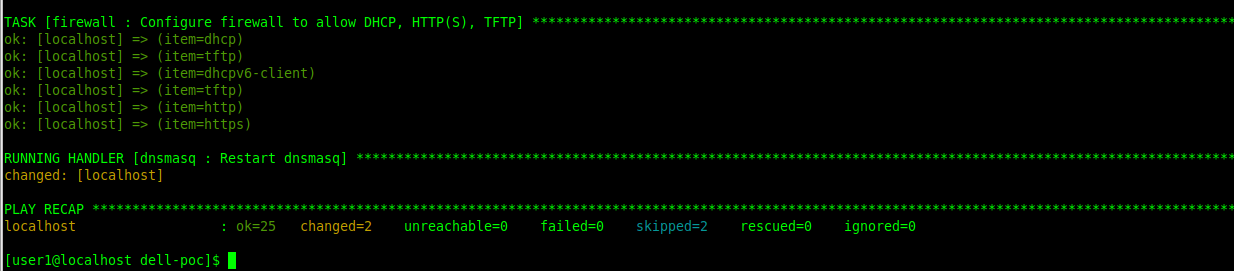 TASK [firewall : Configure firewall to allow DHCP, HTTP(S), TFTP] ****************************************************************************************
ok: [localhost] => (item=dhcp)
ok: [localhost] => (item=tftp)
ok: [localhost] => (item=dhcpv6-client)
ok: [localhost] => (item=tftp)
ok: [localhost] => (item=http)
ok: [localhost] => (item=https)
RUNNING HANDLER [dnsmasq : Restart dnsmasq] **************************************************************************************************************
changed: [localhost]
PLAY RECAP ***********************************************************************************************************************************************
localhost                  : ok=25   changed=2    unreachable=0    failed=0    skipped=2    rescued=0    ignored=0
[user1@localhost dell-poc]$